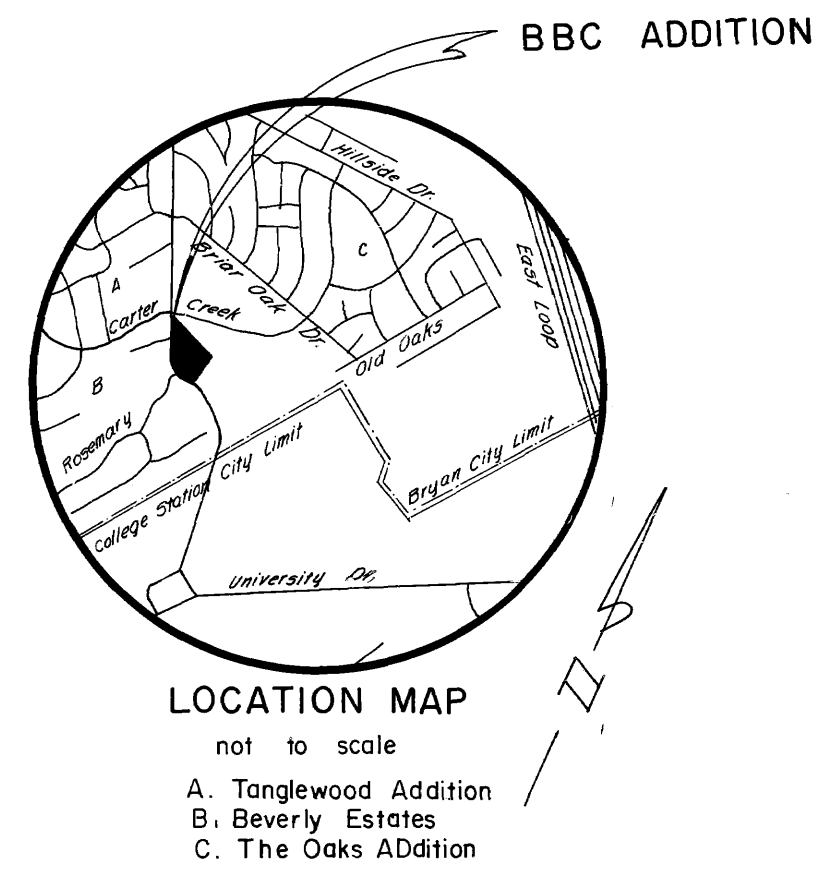 BBC ADDITION
Hillside Dr.
C
East Loop
Briar Oak Dr.
A
Carter Creek
Old Oaks
B
Rosemary
College Station City Limit
Bryan City Limit
University Dr,
LOCATION MAP
not to scale
A. Tanglewood Addition
B. Beverly Estates
C. The Oaks ADdition